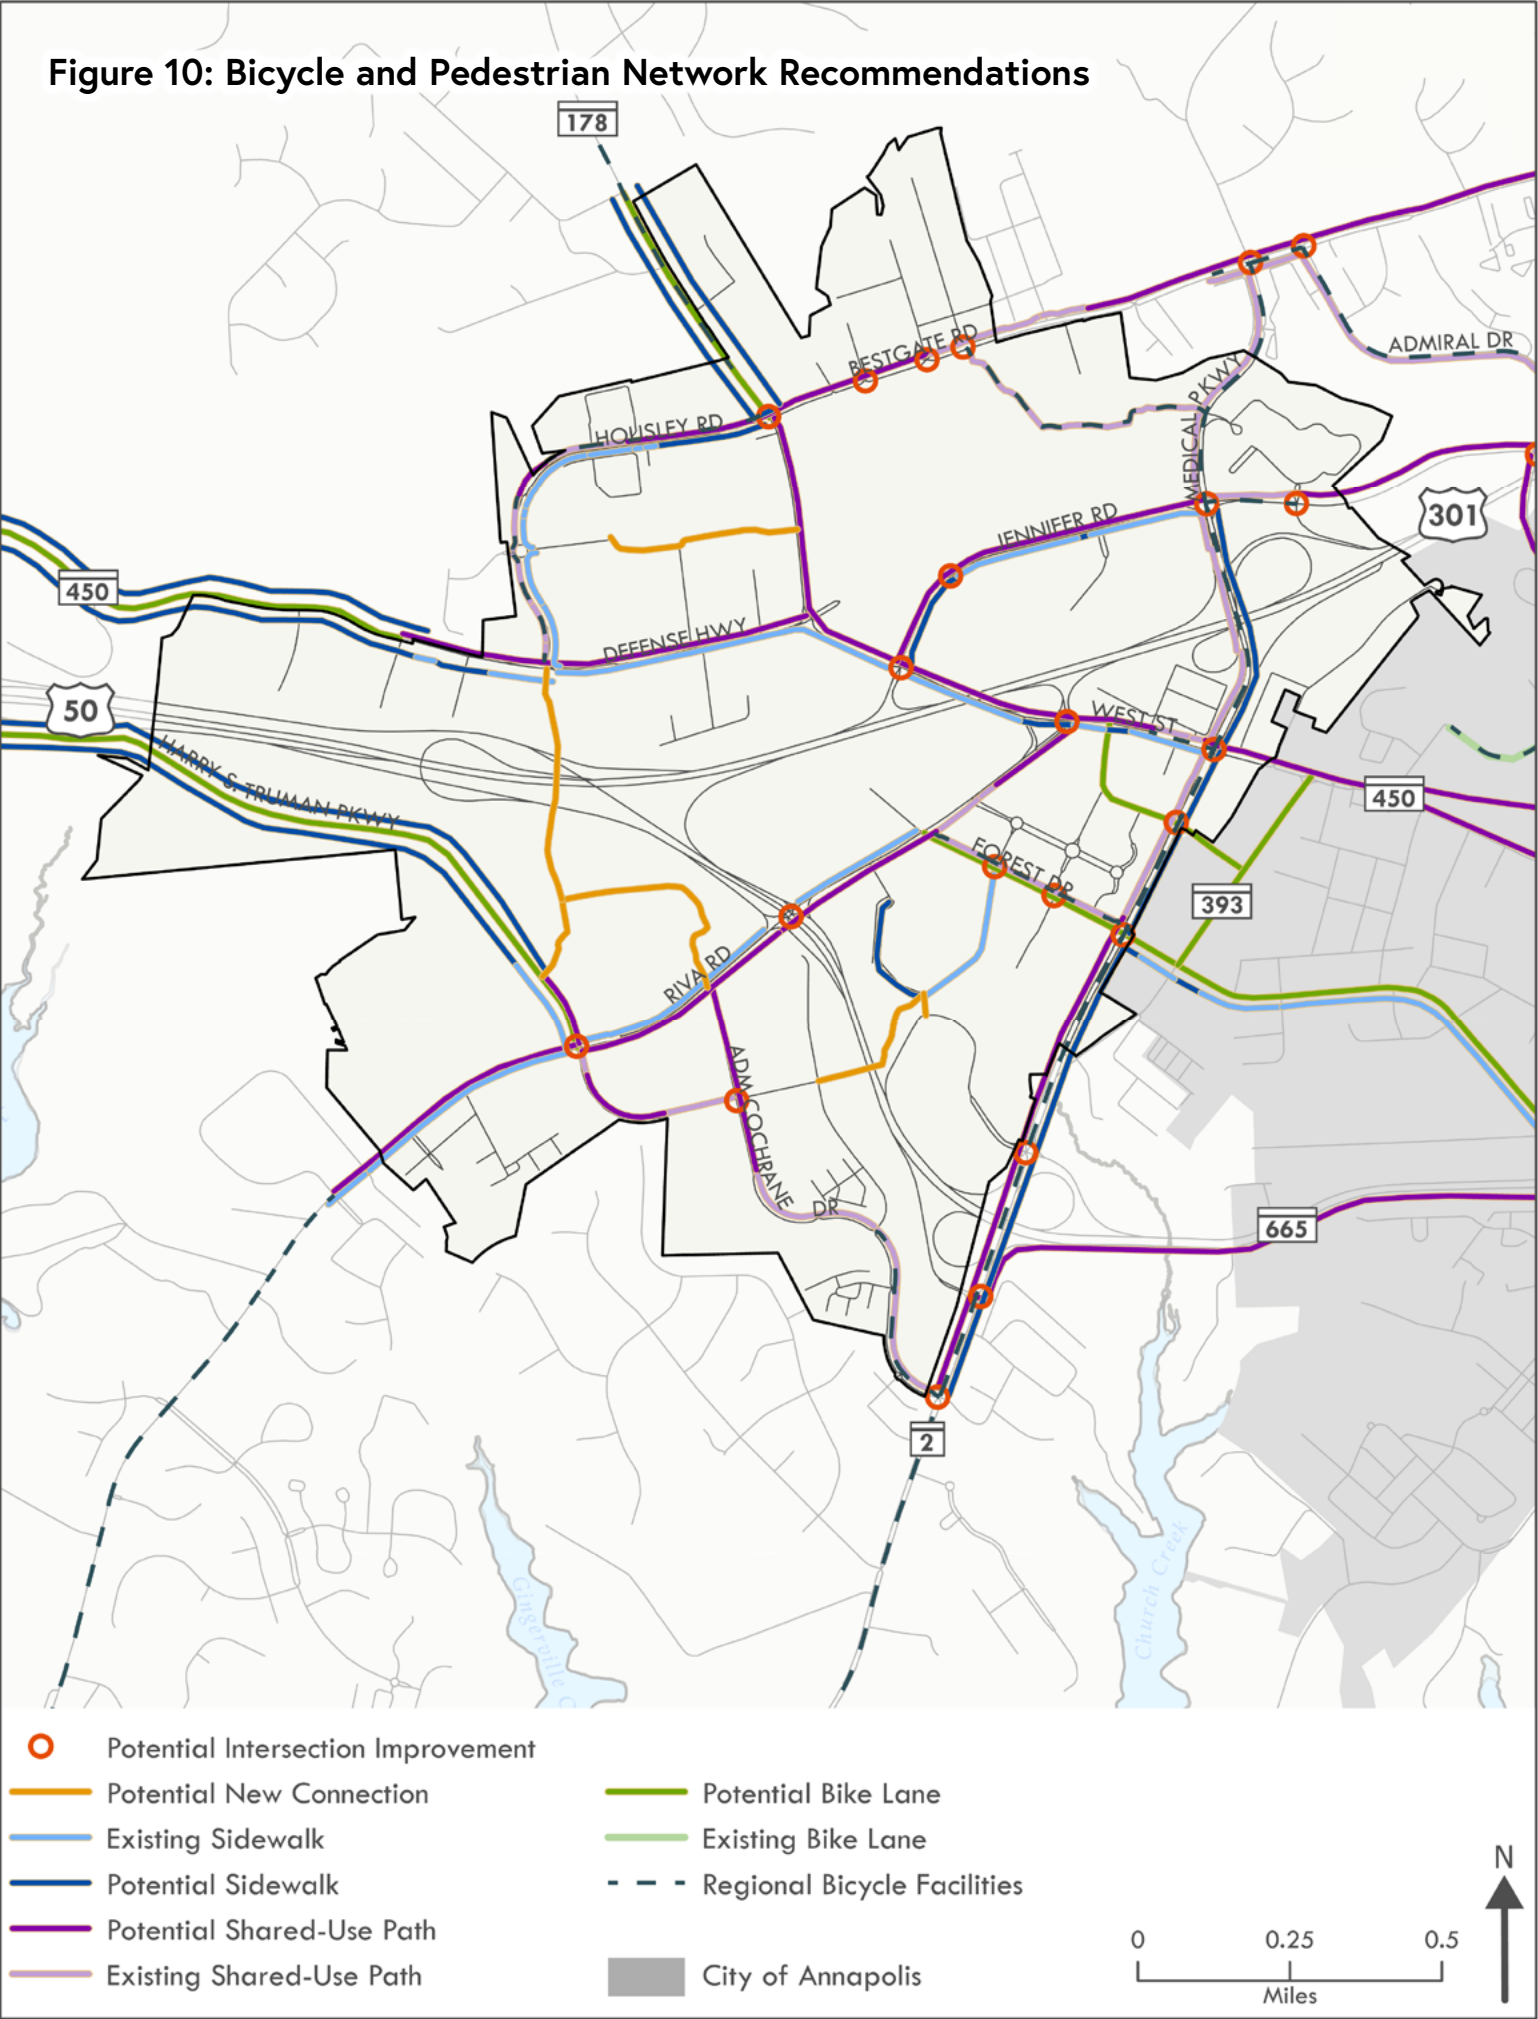 Figure 10: Bicycle and Pedestrian Network Recommendations
178
BESTGATE RD
ADMIRAL DR
HOUSLEY RD
MEDICAL PKWY
JENNIFER RD
301
450
DEFENSE HWY
50
WEST ST
HARRY S. TRUMAN PKWY
450
FOREST DR
393
RIVA RD
ADM COCHRANE DR
665
2
Gingerville C
Church Creek
Potential Intersection Improvement
Potential New Connection
Existing Sidewalk
Potential Sidewalk
Potential Shared-Use Path
Existing Shared-Use Path
Potential Bike Lane
Existing Bike Lane
Regional Bicycle Facilities
City of Annapolis
N
0 0.25 0.5
Miles